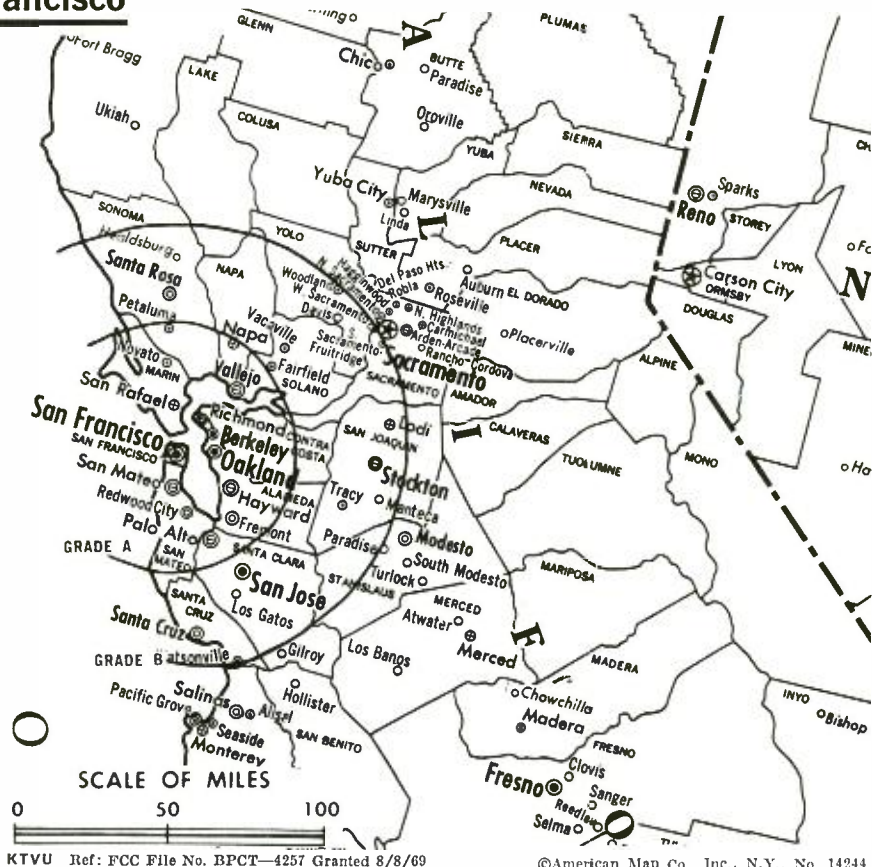 ancisco
GLENN
PLUMAS
A
Fort Bragg
Chico
BUTTE
Paradise
LAKE
Ukiah
COLUSA
Oroville
SIERRA
YUBA
Yuba City
Marysville
Linda
NEVADA
Sparks
Reno
STOREY
SONOMA
YOLO
SUTTER
L
PLACER
Healdsburg
Santa Rosa
NAPA
Woodland
Hagginwood
Del Paso Hts.
Robla
N. Sacramento
W. Sacramento
Auburn
EL DORADO
Roseville
Carson City
ORMSBY
LYON
N
DOUGLAS
Petaluma
Napa
Vacaville
Davis
S. Sacramento-
Fruitridge
N. Highlands
Carmichael
Arden-Arcade
Rancho Cordova
Placerville
Novato
MARIN
Vallejo
Fairfield
SOLANO
Sacramento
SACRAMENTO
ALPINE
MINE
San Rafael
AMADOR
San Francisco
SAN FRANCISCO
Richmond
CONTRA
COSTA
Berkeley
Oakland
SAN
JOAQUIN
Lodi
I
CALAVERAS
TUOLUMNE
MONO
San Mateo
ALAMEDA
Hayward
Stockton
Redwood City
Tracy
Manteca
Palo Alto
Fremont
Paradise
Modesto
GRADE A
SAN
MATEO
SANTA CLARA
South Modesto
Turlock
STANISLAUS
MARIPOSA
San Jose
SANTA
CRUZ
Los Gatos
MERCED
Atwater
Santa Cruz
F
Merced
GRADE B
Watsonville
Gilroy
Los Banos
MADERA
Salinas
Alisal
Hollister
Chowchilla
Madera
INYO
Bishop
Pacific Grove
Seaside
Monterey
SAN BENITO
FRESNO
O
Clovis
Fresno
Sanger
Reedley
Selma
O
SCALE OF MILES
0 50 100
KTVU Ref: FCC File No. BPCT—4257 Granted 8/8/69
©American Map Co., Inc., N.Y. No. 14244